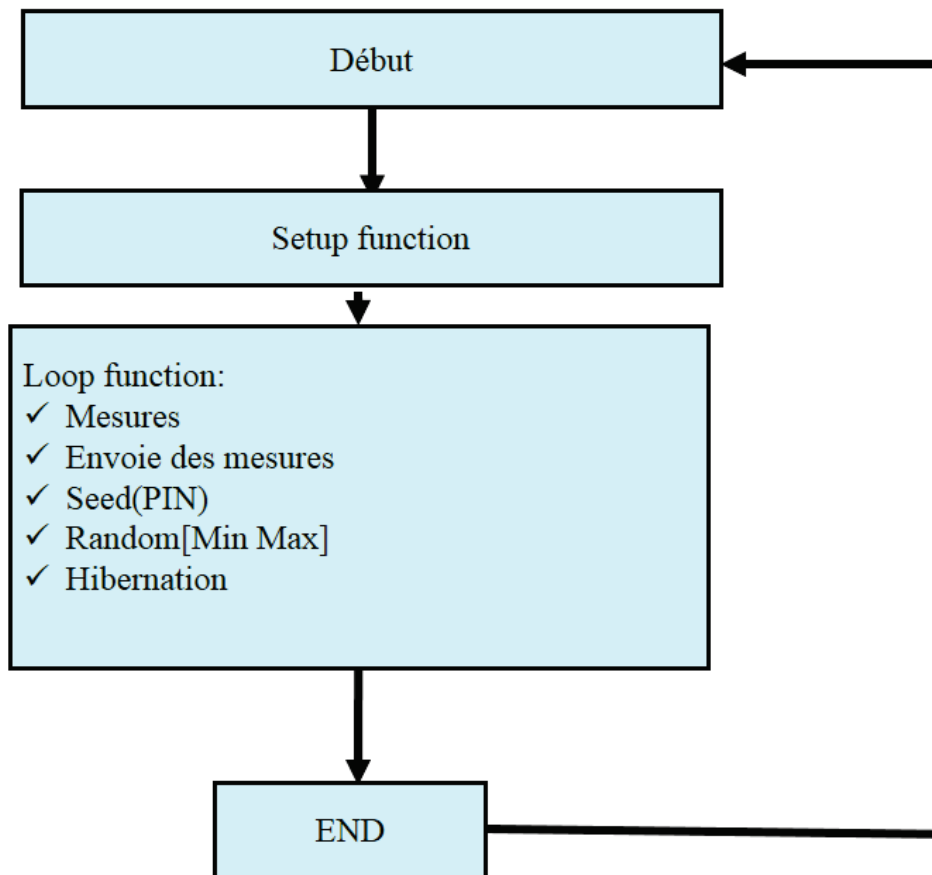 Début
Setup function
Loop function:
✓ Mesures
✓ Envoie des mesures
✓ Seed(PIN)
✓ Random[Min Max]
✓ Hibernation
END